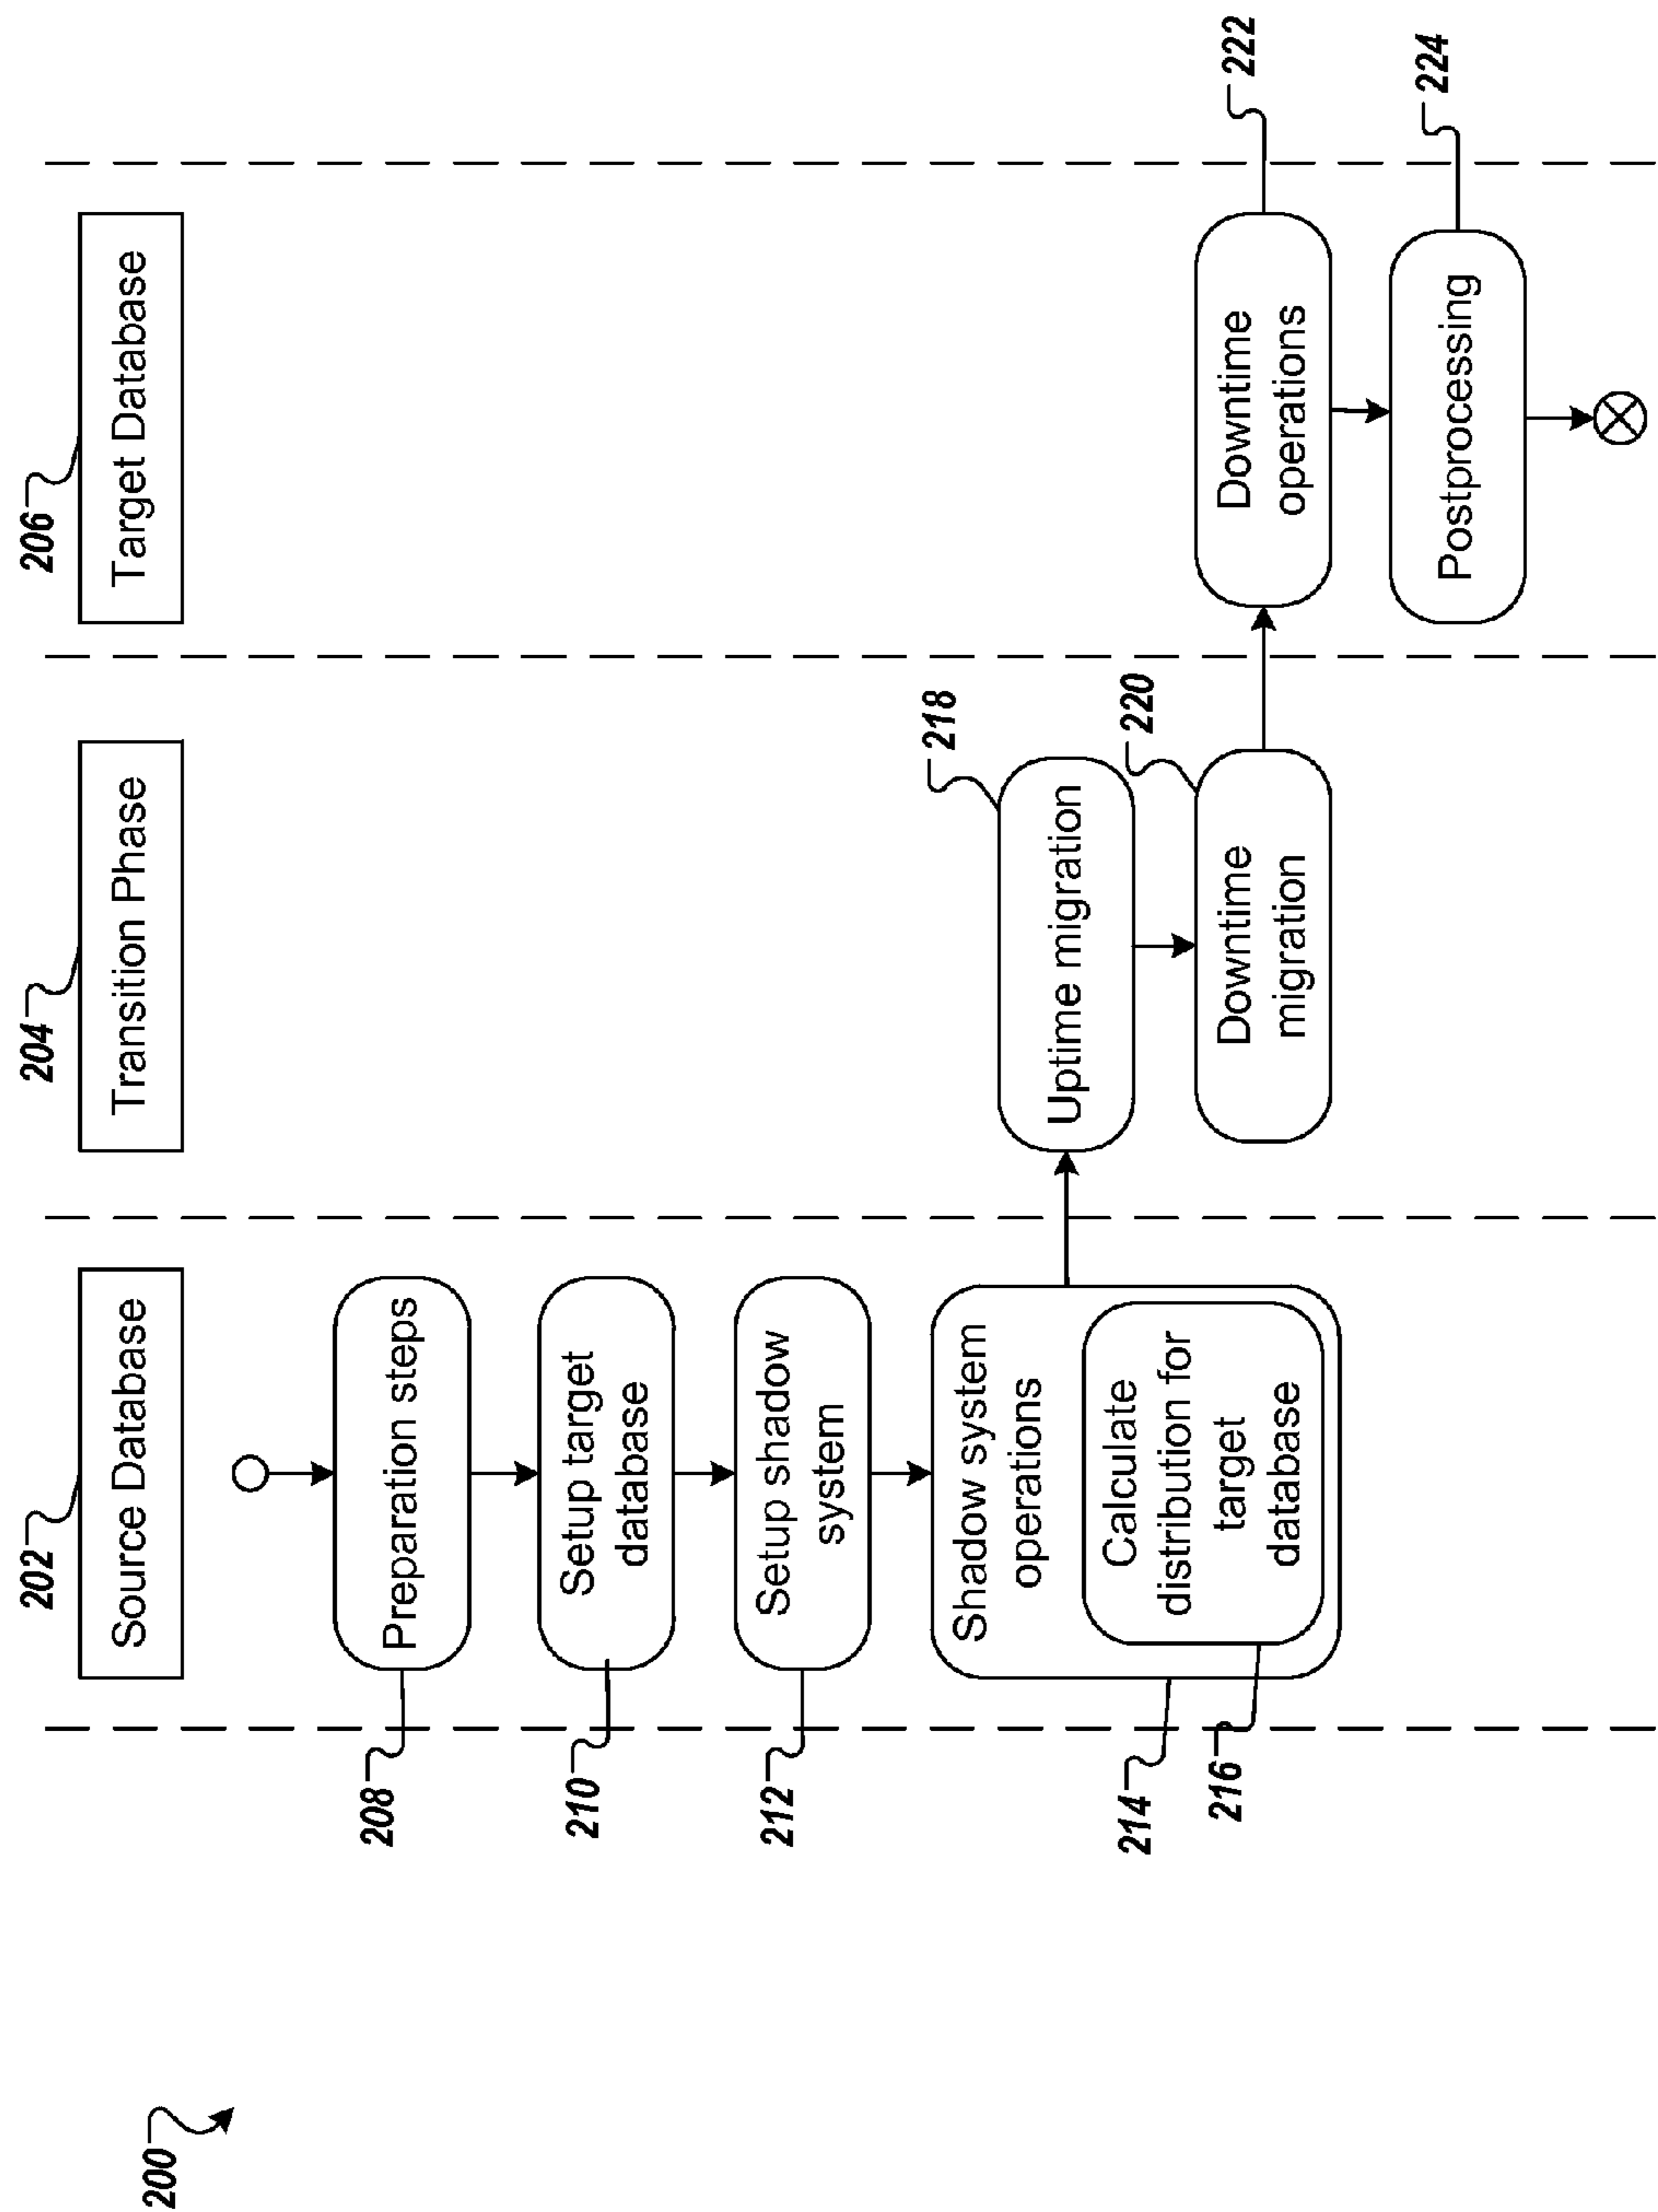 200
202
Source Database
204
Transition Phase
206
Target Database
208
Preparation steps
210
Setup target
database
212
Setup shadow
system
214
Shadow system
operations
216
Calculate
distribution for
target
database
218
Uptime migration
220
Downtime
migration
222
Downtime
operations
224
Postprocessing